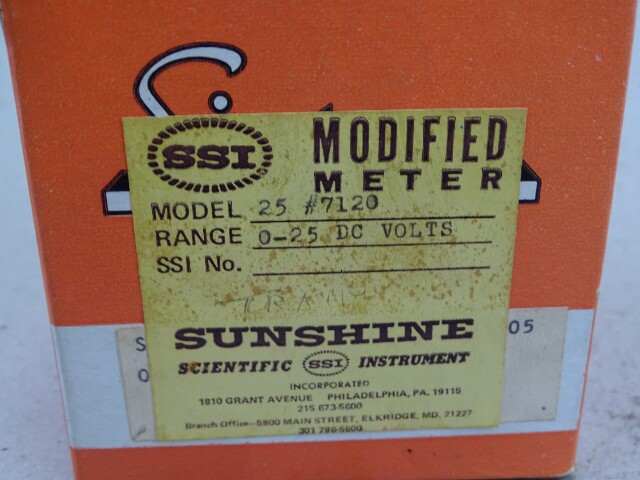 SSI MODIFIED
METER
MODEL 25 #7120
RANGE 0-25 DC VOLTS
SSI No.
S 05
O
SUNSHINE
SCIENTIFIC SSI INSTRUMENT
INCORPORATED
1810 GRANT AVENUE PHILADELPHIA, PA. 19115
215 673-5600
Branch Office—5800 MAIN STREET, ELKRIDGE, MD. 21227
301 796-5600